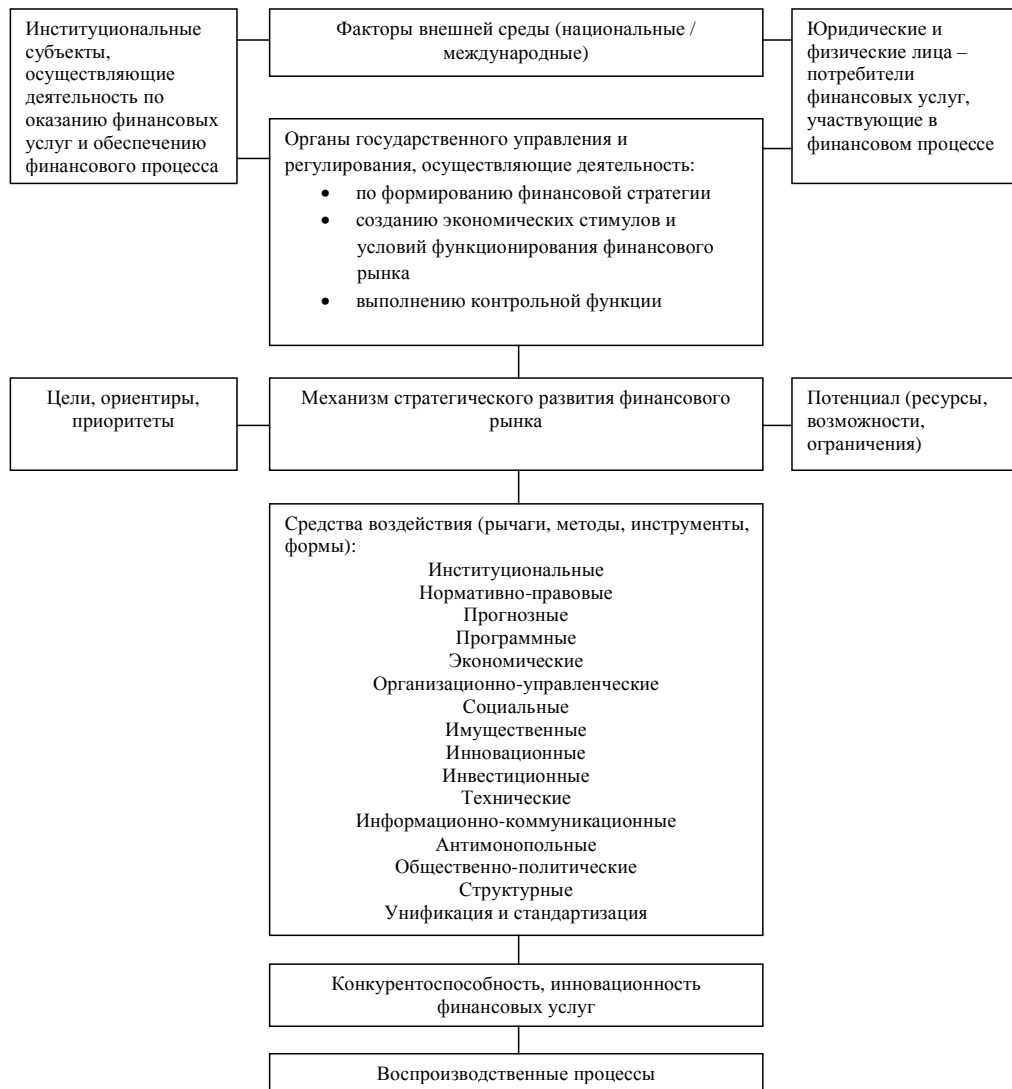 Институциональные
субъекты,
осуществляющие
деятельность по
оказанию финансовых
услуг и обеспечению
финансового процесса
Факторы внешней среды (национальные /
международные)
Юридические и
физические лица –
потребители
финансовых услуг,
участвующие в
финансовом процессе
Органы государственного управления и
регулирования, осуществляющие деятельность:
• по формированию финансовой стратегии
• созданию экономических стимулов и
условий функционирования финансового
рынка
• выполнению контрольной функции
Цели, ориентиры,
приоритеты
Механизм стратегического развития финансового
рынка
Потенциал (ресурсы,
возможности,
ограничения)
Средства воздействия (рычаги, методы, инструменты,
формы):
Институциональные
Нормативно-правовые
Прогнозные
Программные
Экономические
Организационно-управленческие
Социальные
Имущественные
Инновационные
Инвестиционные
Технические
Информационно-коммуникационные
Антимонопольные
Общественно-политические
Структурные
Унификация и стандартизация
Конкурентоспособность, инновационность
финансовых услуг
Воспроизводственные процессы